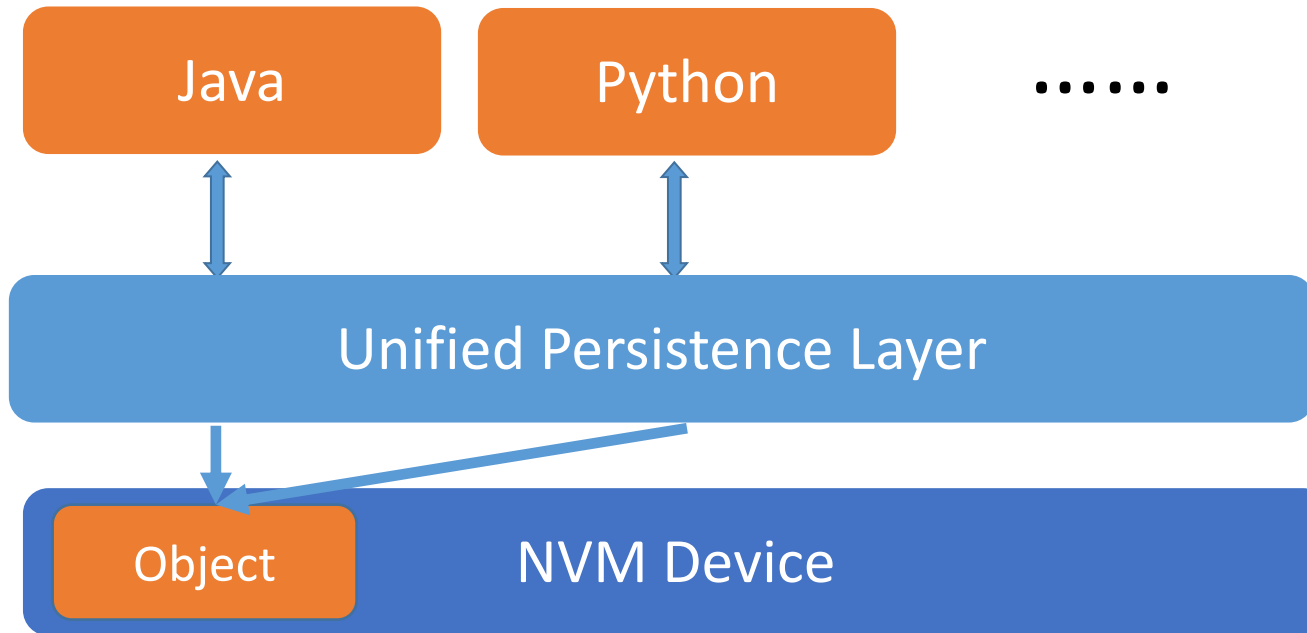 Java
Python
......
Unified Persistence Layer
Object
NVM Device